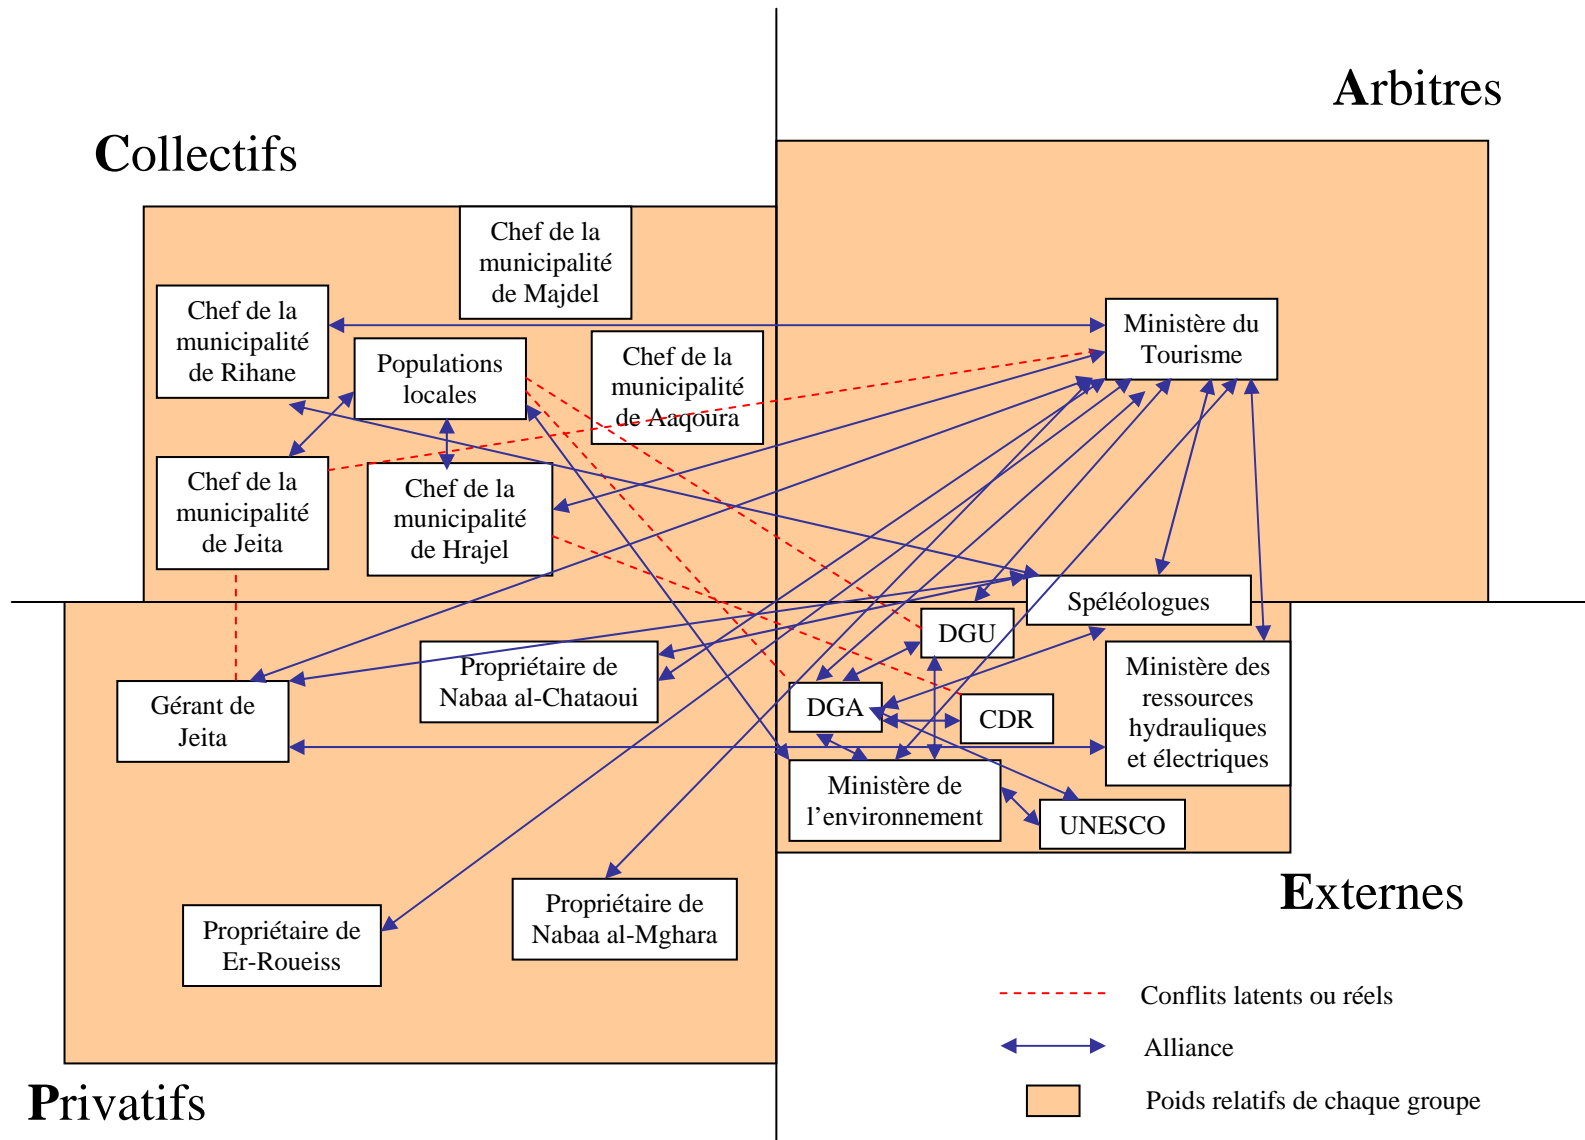 Arbitres
Collectifs
Chef de la
municipalité
de Majdel
Chef de la
municipalité
de Rihane
Populations
locales
Chef de la
municipalité
de Aaqoura
Ministère du
Tourisme
Chef de la
municipalité
de Jeita
Chef de la
municipalité
de Hrajel
Spéléologues
DGU
Propriétaire de
Nabaa al-Chataoui
Gérant de
Jeita
DGA
CDR
Ministère des
ressources
hydrauliques
et électriques
Ministère de
l’environnement
UNESCO
Externes
Propriétaire de
Er-Roueiss
Propriétaire de
Nabaa al-Mghara
Conflits latents ou réels
Alliance
Poids relatifs de chaque groupe
Privatifs